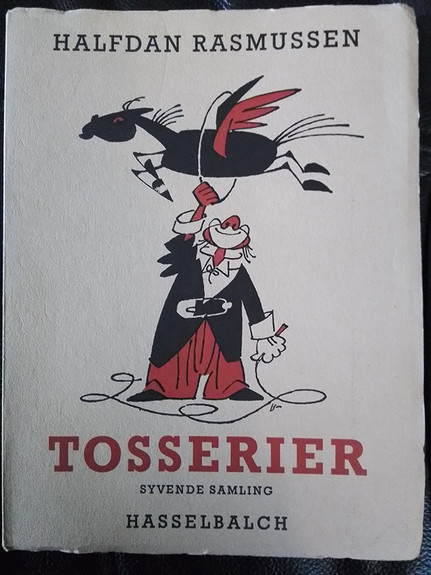 HALFDAN RASMUSSEN
TOSSERIER
SYVENDE SAMLING
HASSELBALCH